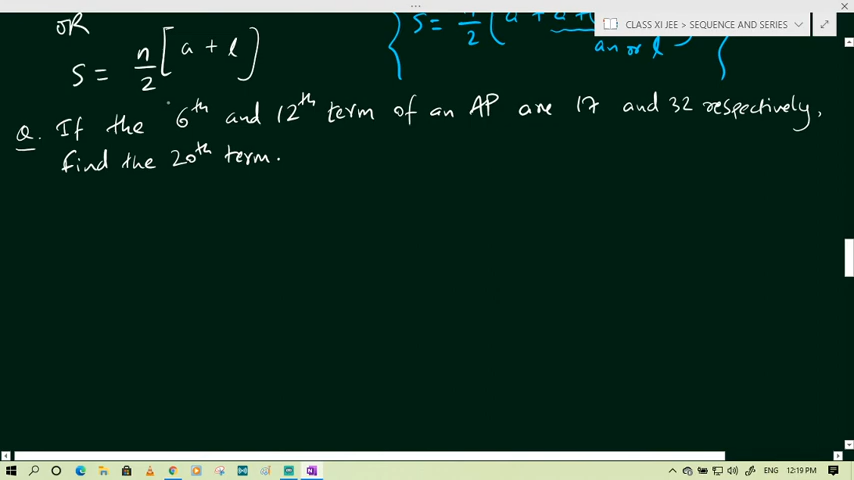 ...
CLASS XI JEE > SEQUENCE AND SERIES
OR
S = n/2 [a + l]
S = n/2 [a + a +
an or l
Q. If the 6th and 12th term of an AP are 17 and 32 respectively,
find the 20th term.
ENG 12:19 PM